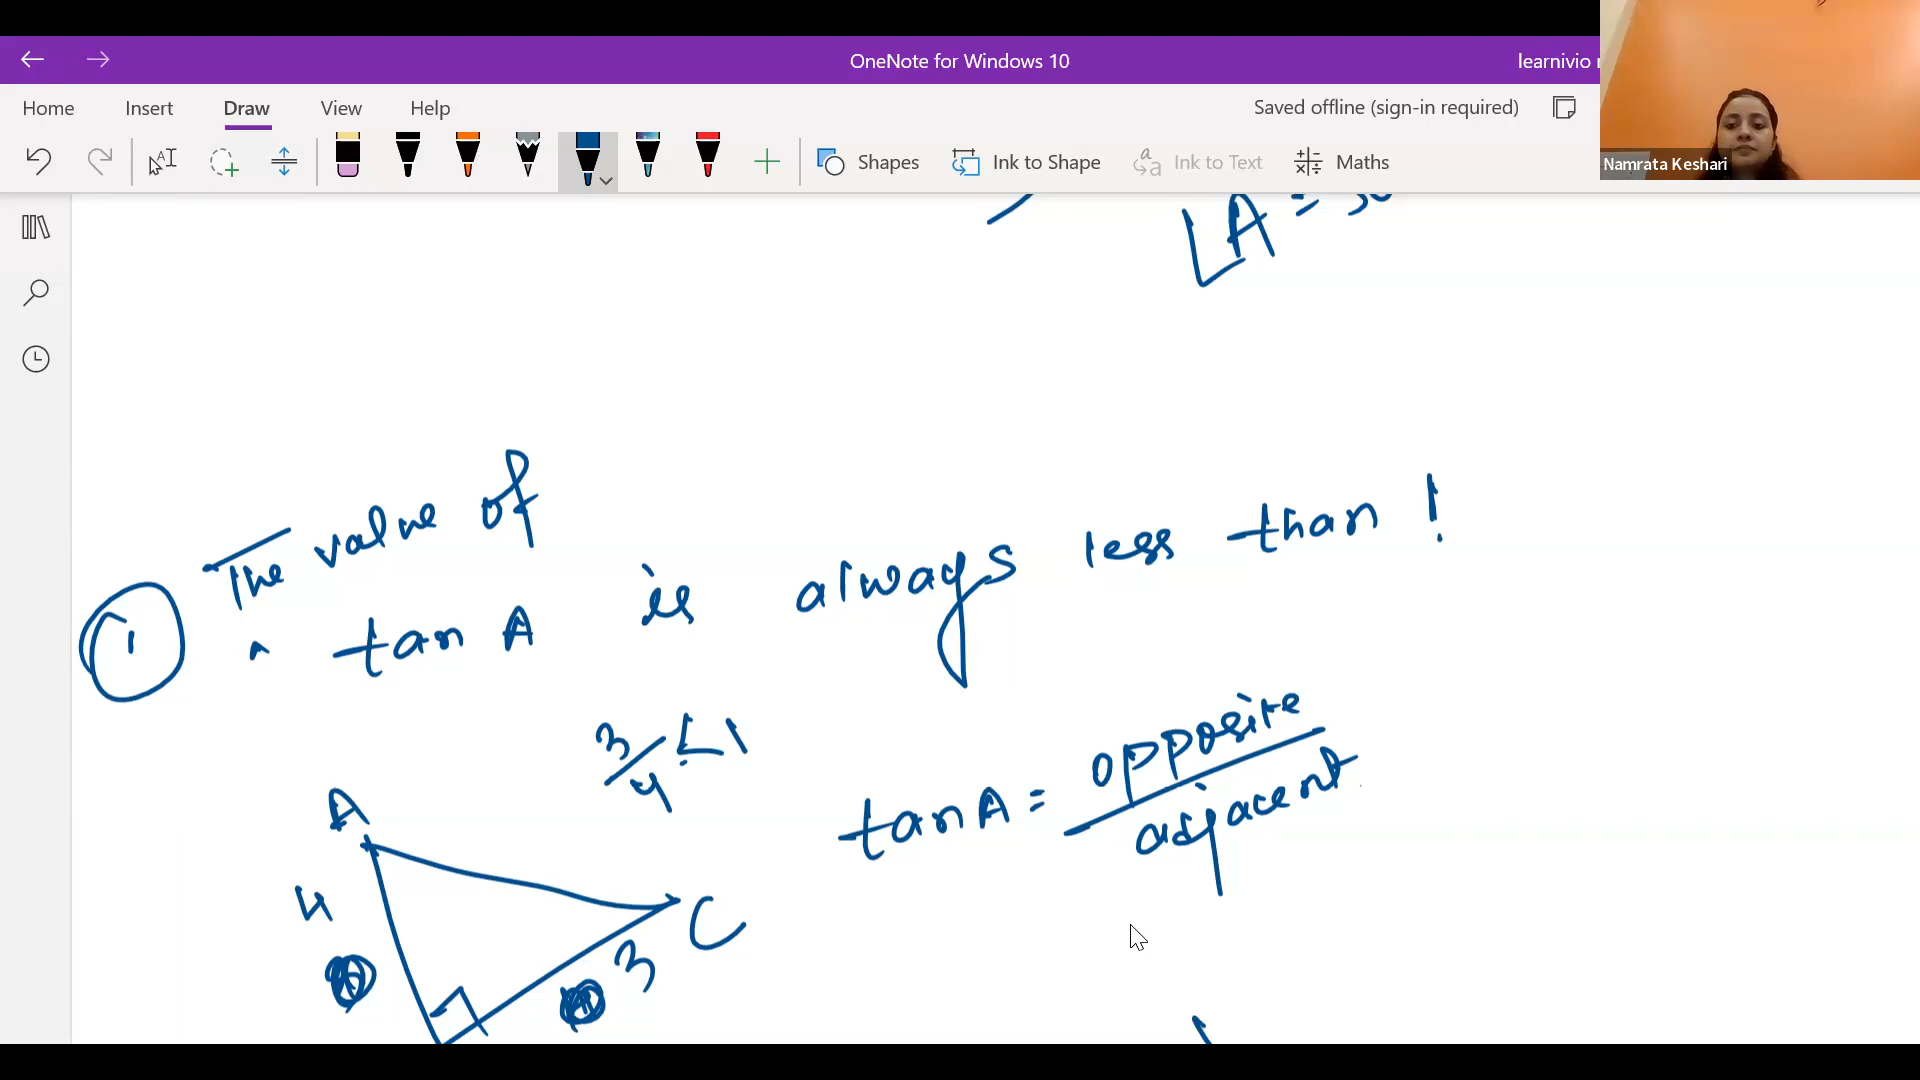 OneNote for Windows 10
learnivio
Home Insert Draw View Help
Saved offline (sign-in required)
Shapes Ink to Shape Ink to Text Maths
Namrata Keshari
∠A = 30
① The value of
tan A is always less than 1.
3/4 < 1
tan A = opposite/adjacent
A
4
C
3